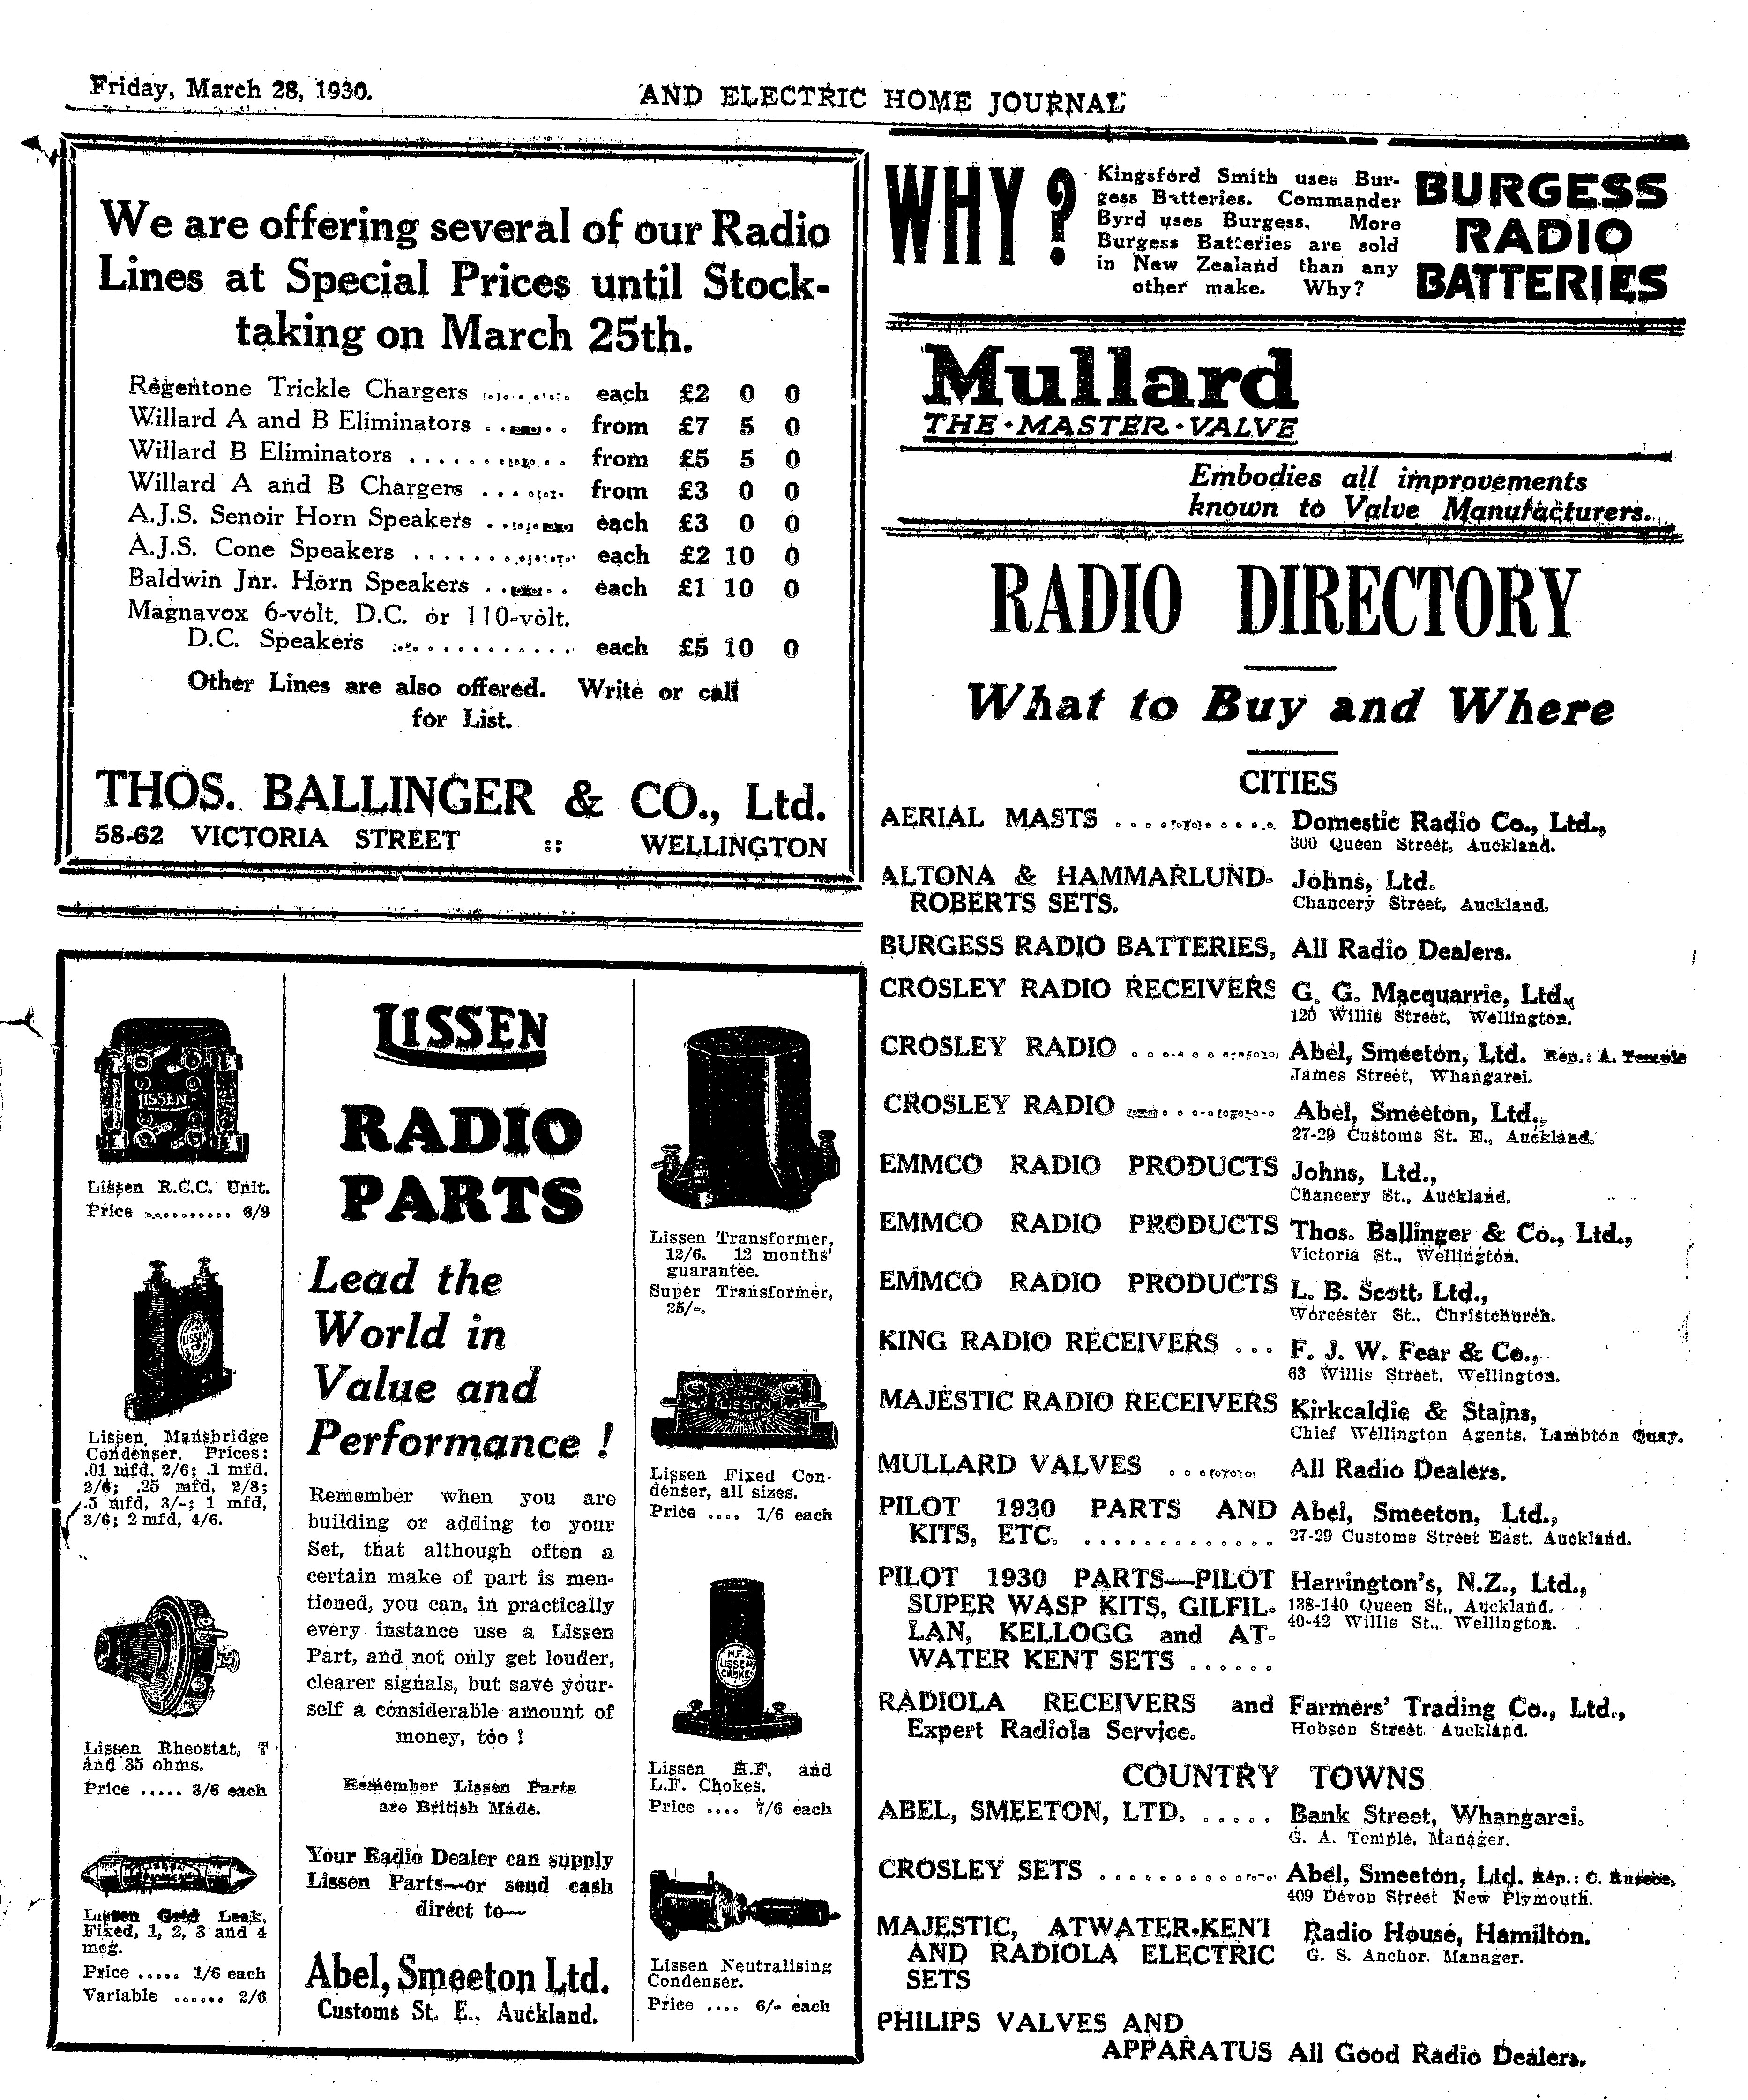 Friday, March 28, 1930.
AND ELECTRIC HOME JOURNAL
We are offering several of our Radio
Lines at Special Prices until Stock-
taking on March 25th.
Regentone Trickle Chargers ........ each £2 0 0
Willard A and B Eliminators ........ from £7 5 0
Willard B Eliminators ........ from £5 5 0
Willard A and B Chargers ........ from £3 0 0
A.J.S. Senoir Horn Speakers ........ each £3 0 0
A.J.S. Cone Speakers ........ each £2 10 0
Baldwin Jnr. Horn Speakers ........ each £1 10 0
Magnavox 6-volt. D.C. or 110-volt.
D.C. Speakers ........ each £5 10 0
Other Lines are also offered. Write or call
for List.
THOS. BALLINGER & CO., Ltd.
58-62 VICTORIA STREET :: WELLINGTON
LISSEN
Lissen R.C.C. Unit.
Price .......... 6/9
LISSEN
Lissen Mansbridge
Condenser. Prices:
.01 mfd, 2/6; .1 mfd.
2/6; .25 mfd, 2/8;
.5 mfd, 3/-; 1 mfd,
3/6; 2 mfd, 4/6.
Lissen Rheostat, 7
and 35 ohms.
Price ..... 3/6 each
Lissen Grid Leak.
Fixed, 1, 2, 3 and 4
meg.
Price ..... 1/6 each
Variable ...... 2/6
LISSEN
RADIO
PARTS
Lead the
World in
Value and
Performance !
Remember when you are
building or adding to your
Set, that although often a
certain make of part is men-
tioned, you can, in practically
every instance use a Lissen
Part, and not only get louder,
clearer signals, but save your-
self a considerable amount of
money, too !
Remember Lissen Parts
are British Made.
Your Radio Dealer can supply
Lissen Parts—or send cash
direct to—
Abel, Smeeton Ltd.
Customs St. E., Auckland.
Lissen Transformer,
12/6. 12 months'
guarantee.
Super Transformer,
25/-.
LISSEN
Lissen Fixed Con-
denser, all sizes.
Price .... 1/6 each
H.F.
LISSEN
CHOKE
Lissen H.F. and
L.F. Chokes.
Price .... 7/6 each
Lissen Neutralising
Condenser.
Price .... 6/- each
WHY?
Kingsford Smith uses Bur-
gess Batteries. Commander
Byrd uses Burgess. More
Burgess Batteries are sold
in New Zealand than any
other make. Why?
BURGESS
RADIO
BATTERIES
Mullard
THE·MASTER·VALVE
Embodies all improvements
known to Valve Manufacturers.
RADIO DIRECTORY
What to Buy and Where
CITIES
AERIAL MASTS ........ Domestic Radio Co., Ltd.,
300 Queen Street, Auckland.
ALTONA & HAMMARLUND- Johns, Ltd.
ROBERTS SETS. Chancery Street, Auckland.
BURGESS RADIO BATTERIES, All Radio Dealers.
CROSLEY RADIO RECEIVERS G. G. Macquarrie, Ltd.,
120 Willis Street, Wellington.
CROSLEY RADIO ........ Abel, Smeeton, Ltd. Rep.: A. Temple
James Street, Whangarei.
CROSLEY RADIO ........ Abel, Smeeton, Ltd.,
27-29 Customs St. E., Auckland.
EMMCO RADIO PRODUCTS Johns, Ltd.,
Chancery St., Auckland.
EMMCO RADIO PRODUCTS Thos. Ballinger & Co., Ltd.,
Victoria St., Wellington.
EMMCO RADIO PRODUCTS L. B. Scott, Ltd.,
Worcester St., Christchurch.
KING RADIO RECEIVERS ... F. J. W. Fear & Co.,
63 Willis Street, Wellington.
MAJESTIC RADIO RECEIVERS Kirkcaldie & Stains,
Chief Wellington Agents, Lambton Quay.
MULLARD VALVES ........ All Radio Dealers.
PILOT 1930 PARTS AND Abel, Smeeton, Ltd.,
KITS, ETC. ............. 27-29 Customs Street East, Auckland.
PILOT 1930 PARTS—PILOT Harrington's, N.Z., Ltd.,
SUPER WASP KITS, GILFIL- 138-140 Queen St., Auckland.
LAN, KELLOGG and AT- 40-42 Willis St., Wellington.
WATER KENT SETS ......
RADIOLA RECEIVERS and Farmers' Trading Co., Ltd.,
Expert Radiola Service. Hobson Street, Auckland.
COUNTRY TOWNS
ABEL, SMEETON, LTD. ..... Bank Street, Whangarei.
G. A. Temple, Manager.
CROSLEY SETS ............ Abel, Smeeton, Ltd. Rep.: C.
409 Devon Street New Plymouth.
MAJESTIC, ATWATER-KENT Radio House, Hamilton.
AND RADIOLA ELECTRIC G. S. Anchor, Manager.
SETS
PHILIPS VALVES AND
APPARATUS All Good Radio Dealers.